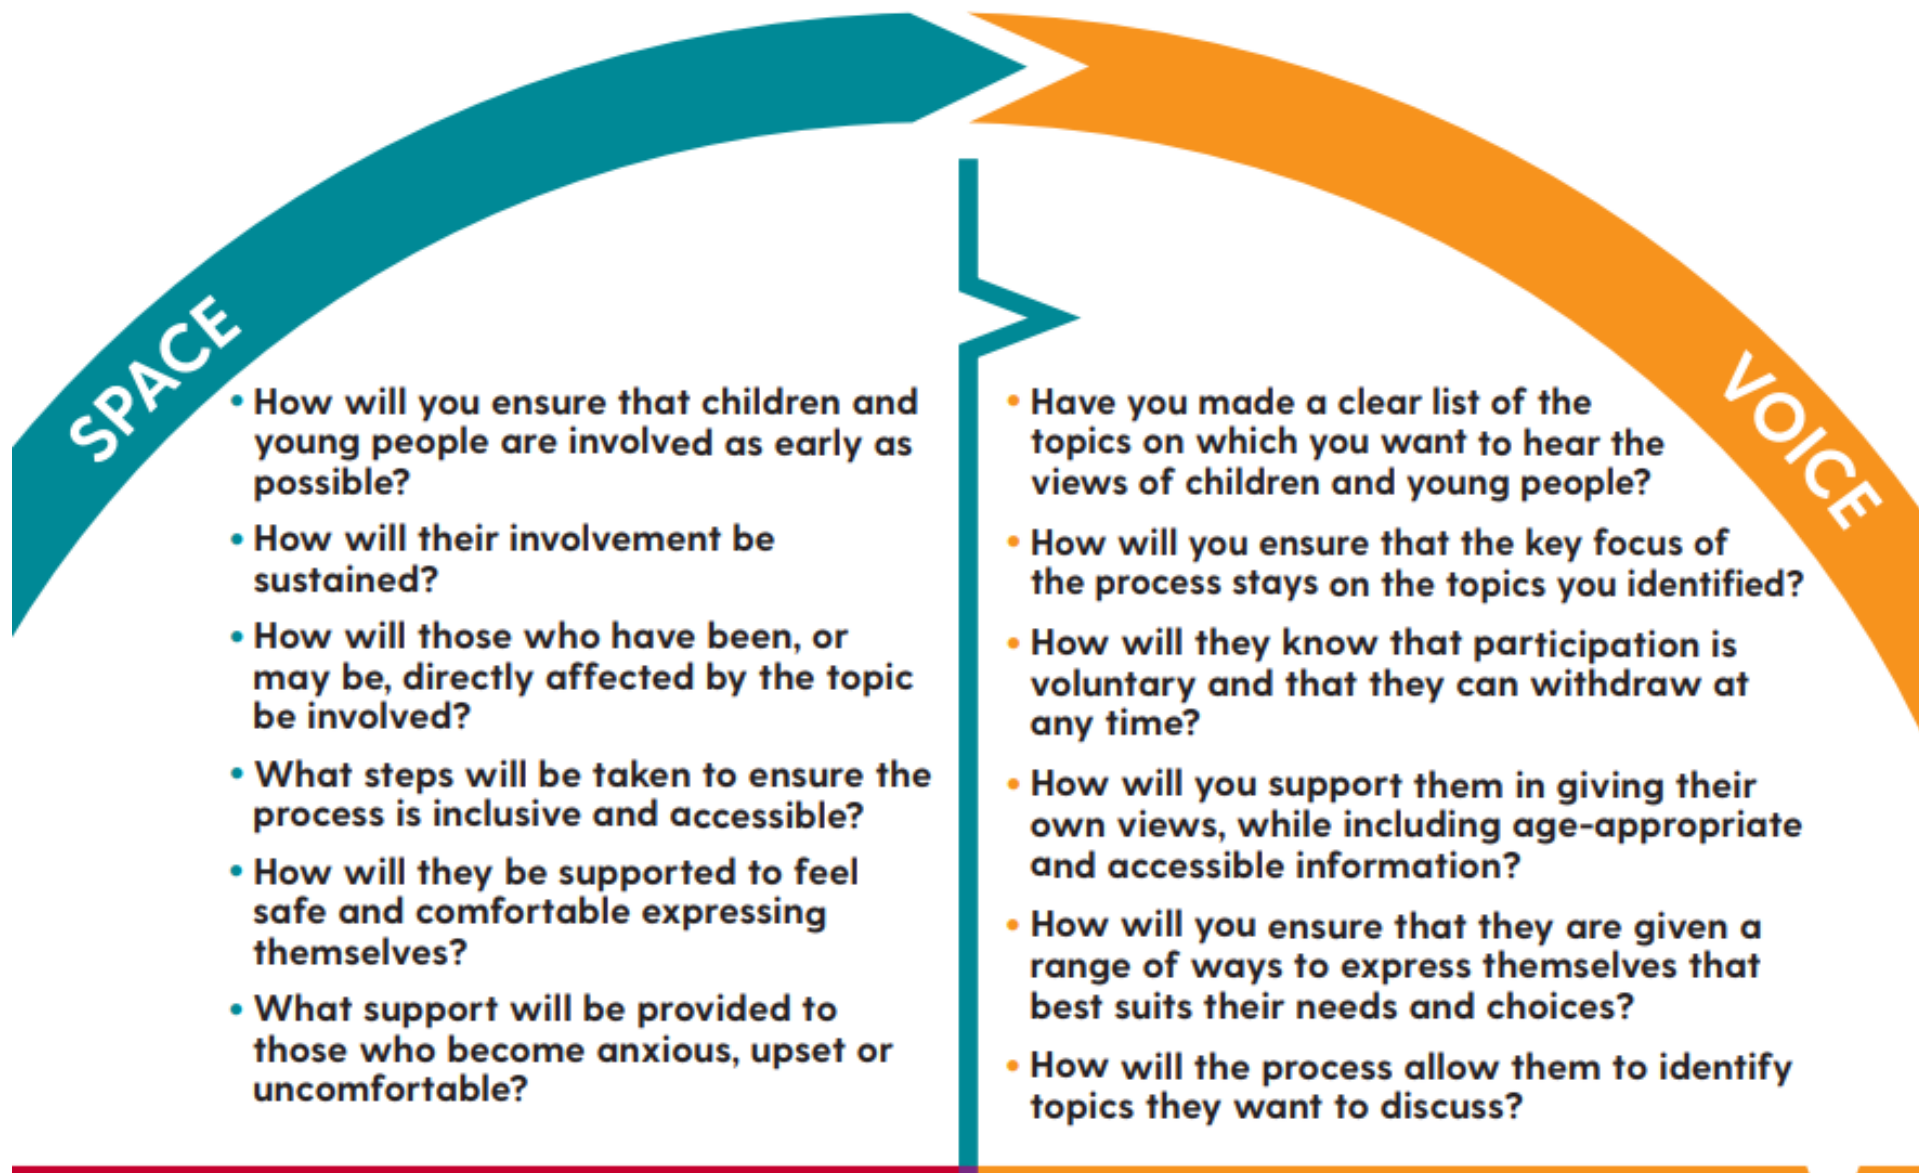 SPACE
• How will you ensure that children and
young people are involved as early as
possible?
• How will their involvement be
sustained?
• How will those who have been, or
may be, directly affected by the topic
be involved?
• What steps will be taken to ensure the
process is inclusive and accessible?
• How will they be supported to feel
safe and comfortable expressing
themselves?
• What support will be provided to
those who become anxious, upset or
uncomfortable?
VOICE
• Have you made a clear list of the
topics on which you want to hear the
views of children and young people?
• How will you ensure that the key focus of
the process stays on the topics you identified?
• How will they know that participation is
voluntary and that they can withdraw at
any time?
• How will you support them in giving their
own views, while including age-appropriate
and accessible information?
• How will you ensure that they are given a
range of ways to express themselves that
best suits their needs and choices?
• How will the process allow them to identify
topics they want to discuss?